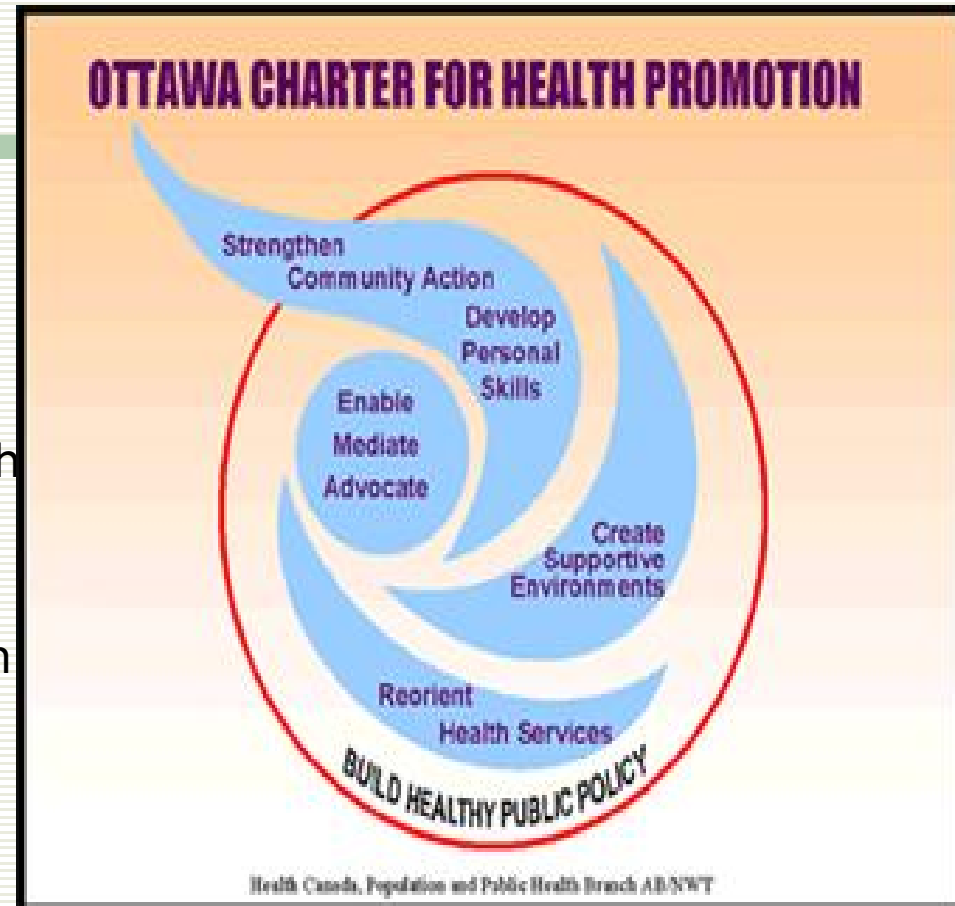 OTTAWA CHARTER FOR HEALTH PROMOTION
Strengthen
Community Action
Develop
Personal
Skills
Enable
Mediate
Advocate
Create
Supportive
Environments
Reorient
Health Services
BUILD HEALTHY PUBLIC POLICY
Health Canada, Population and Public Health Branch AB/NWT